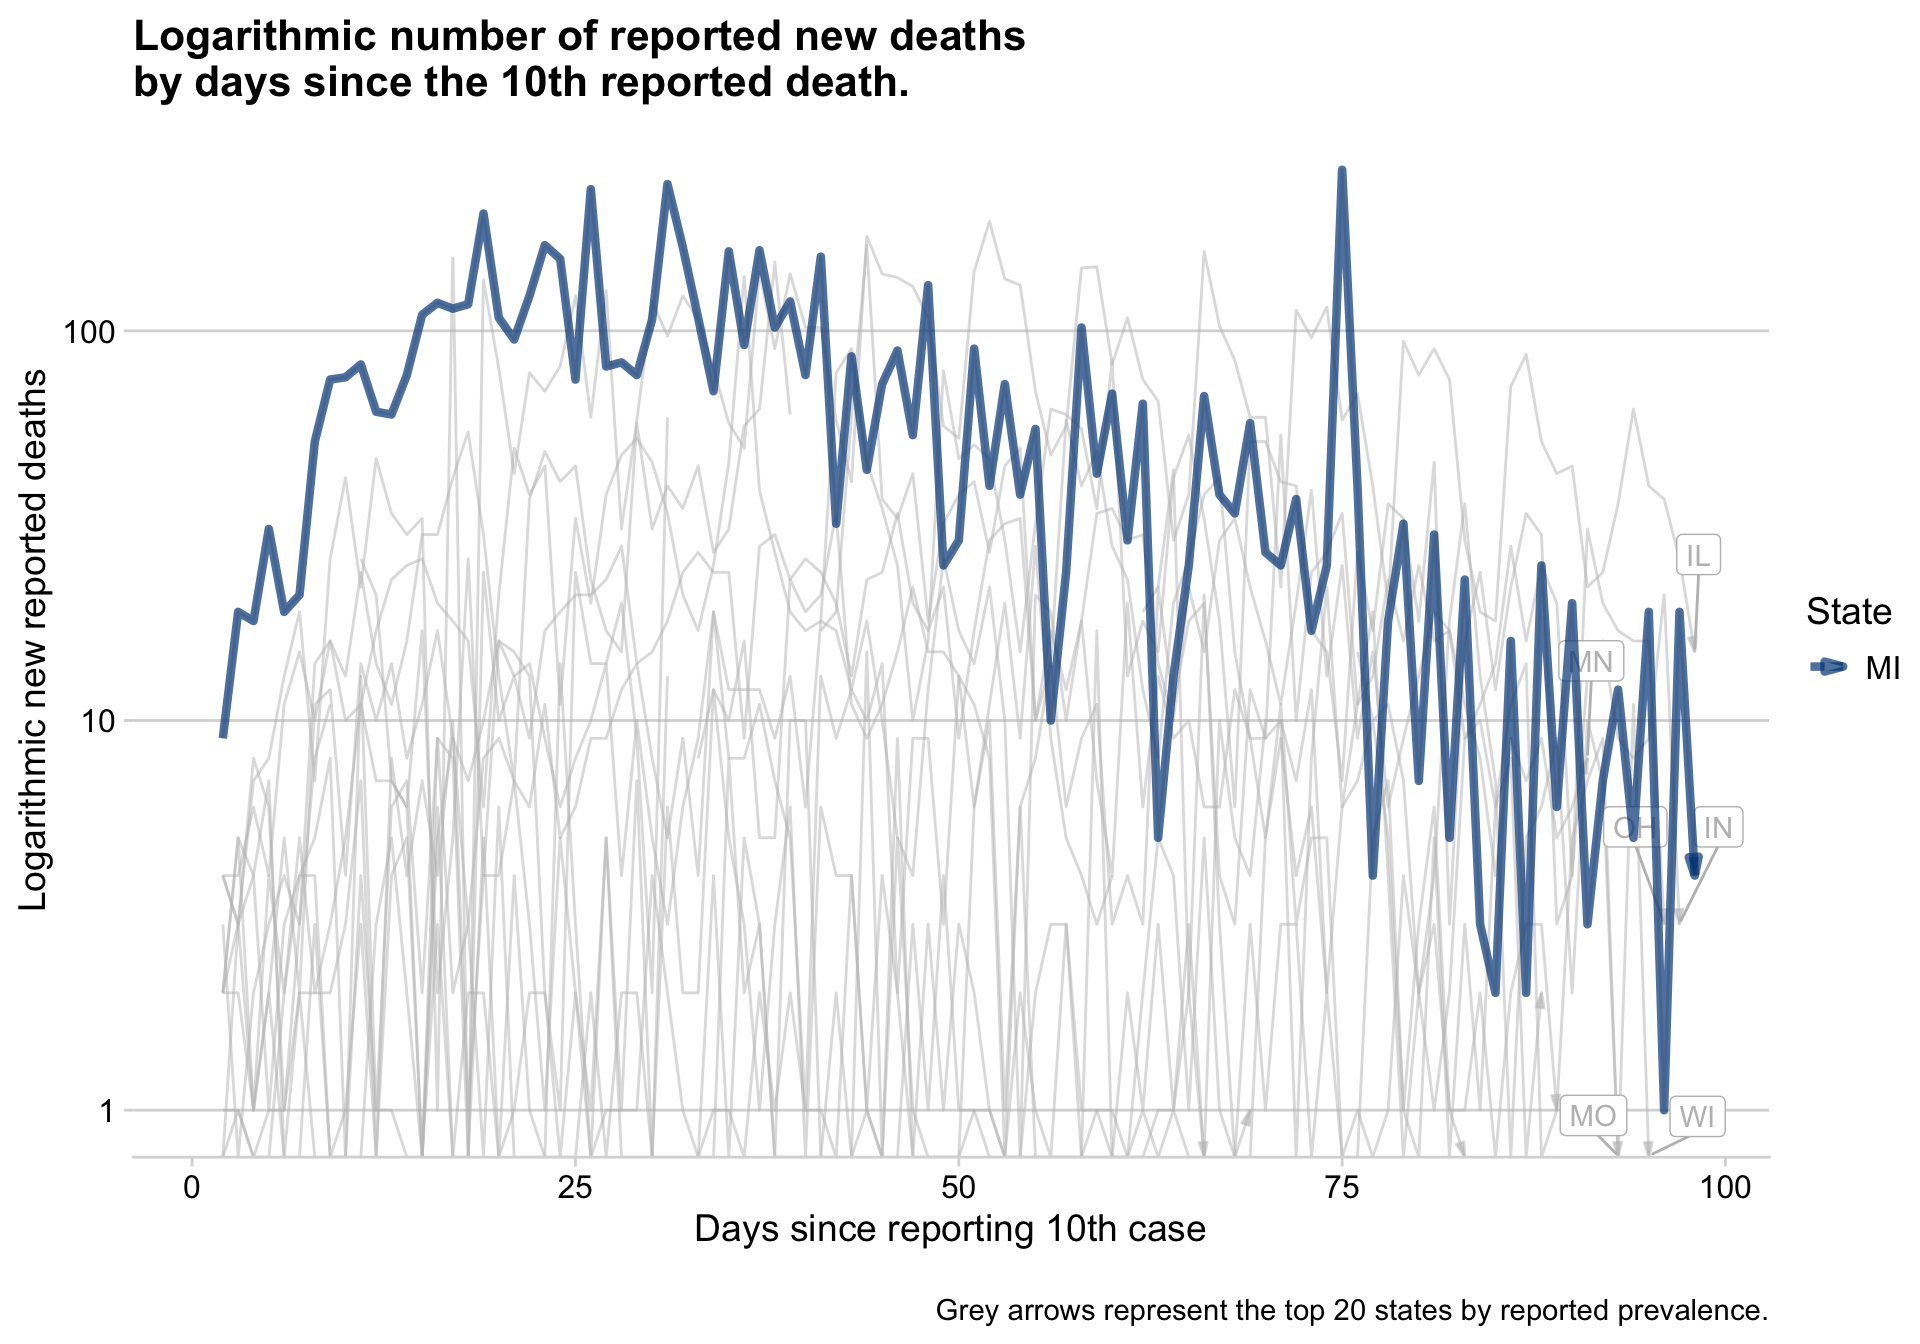 Logarithmic number of reported new deaths
by days since the 10th reported death.
Logarithmic new reported deaths
100
10
1
0
25
50
75
100
Days since reporting 10th case
IL
MN
OH
IN
MO
WI
State
MI
Grey arrows represent the top 20 states by reported prevalence.